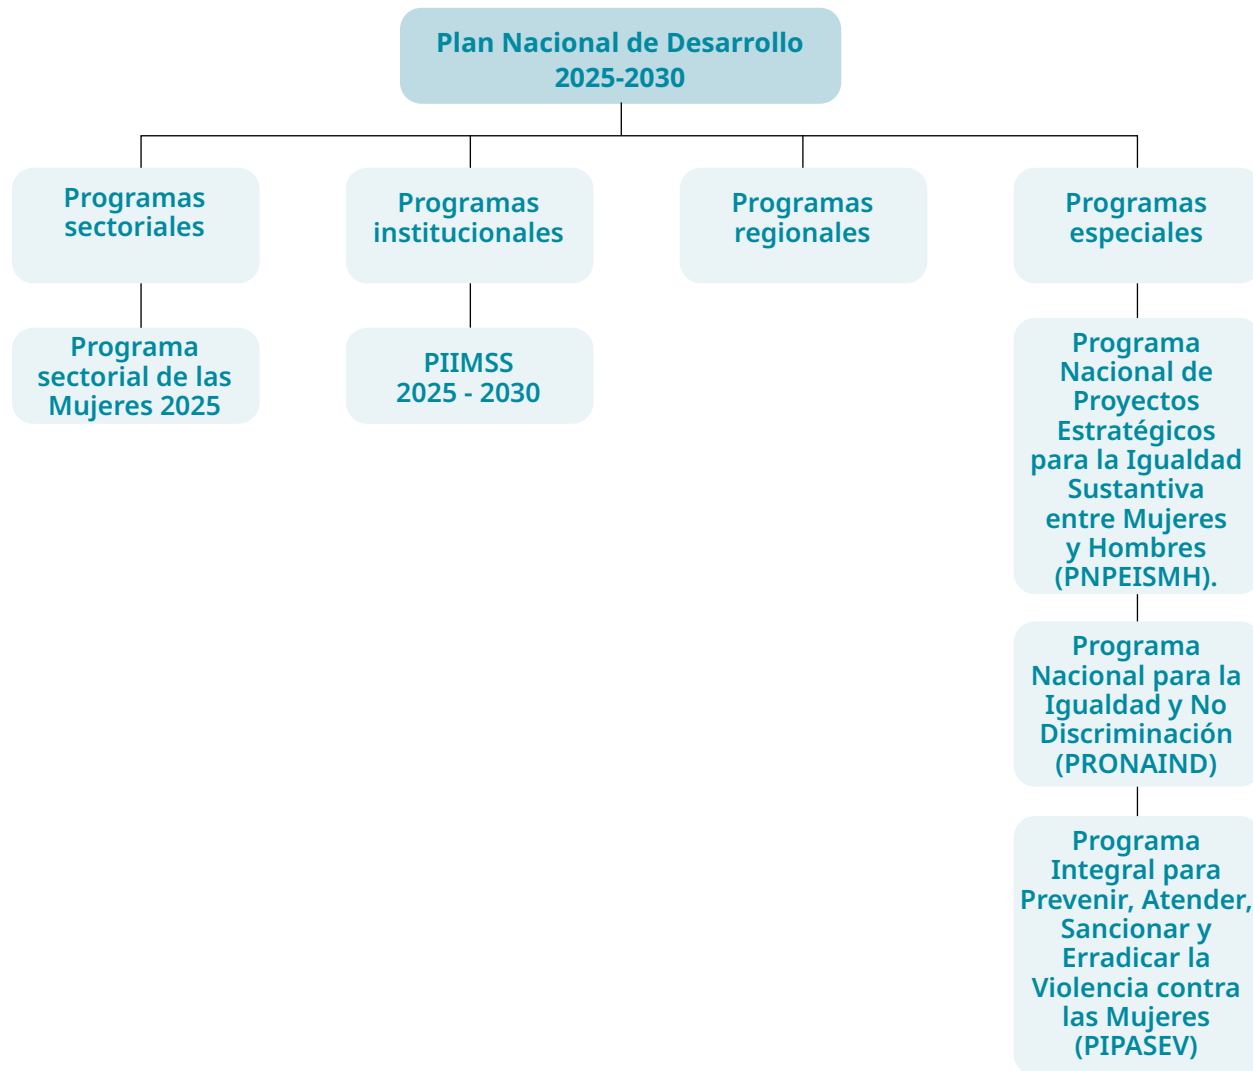 Plan Nacional de Desarrollo
2025-2030
Programas
sectoriales
Programas
institucionales
Programas
regionales
Programas
especiales
Programa
sectorial de las
Mujeres 2025
PIIMSS
2025 - 2030
Programa
Nacional de
Proyectos
Estratégicos
para la Igualdad
Sustantiva
entre Mujeres
y Hombres
(PNPEISMH).
Programa
Nacional para la
Igualdad y No
Discriminación
(PRONAIND)
Programa
Integral para
Prevenir, Atender,
Sancionar y
Erradicar la
Violencia contra
las Mujeres
(PIPASEV)